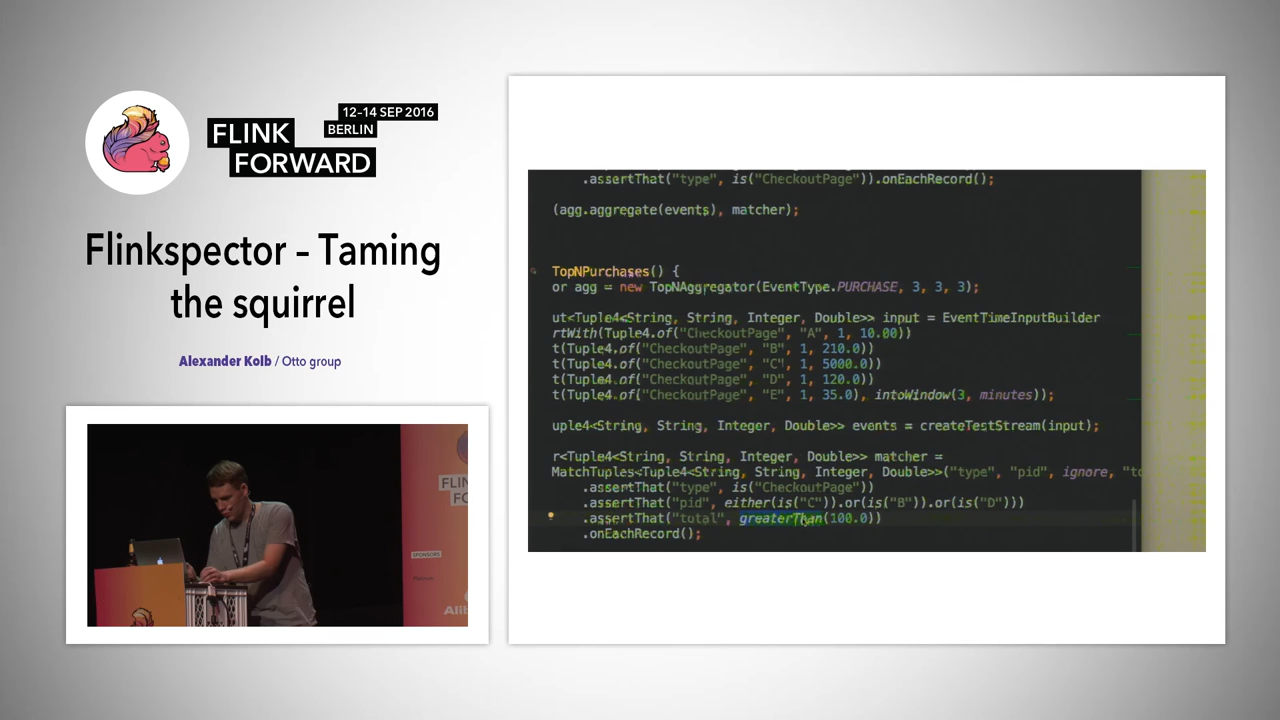 12–14 SEP 2016
BERLIN
FLINK
FORWARD
Flinkspector – Taming
the squirrel
Alexander Kolb / Otto group
.assertThat("type", is("CheckoutPage")).onEachRecord();
(agg.aggregate(events), matcher);
TopNPurchases() {
or agg = new TopNAggregator(EventType.PURCHASE, 3, 3, 3);
ut<Tuple4<String, String, Integer, Double>> input = EventTimeInputBuilder
rtWith(Tuple4.of("CheckoutPage", "A", 1, 10.00))
t(Tuple4.of("CheckoutPage", "B", 1, 210.0))
t(Tuple4.of("CheckoutPage", "C", 1, 5000.0))
t(Tuple4.of("CheckoutPage", "D", 1, 120.0))
t(Tuple4.of("CheckoutPage", "E", 1, 35.0), intoWindow(3, minutes));
uple4<String, String, Integer, Double>> events = createTestStream(input);
r<Tuple4<String, String, Integer, Double>> matcher =
MatchTuples<Tuple4<String, String, Integer, Double>>("type", "pid", ignore, "to
.assertThat("type", is("CheckoutPage"))
.assertThat("pid", either(is("C")).or(is("B")).or(is("D")))
.assertThat("total", greaterThan(100.0))
.onEachRecord();
FLIN
FO
SPONSORS
Alib